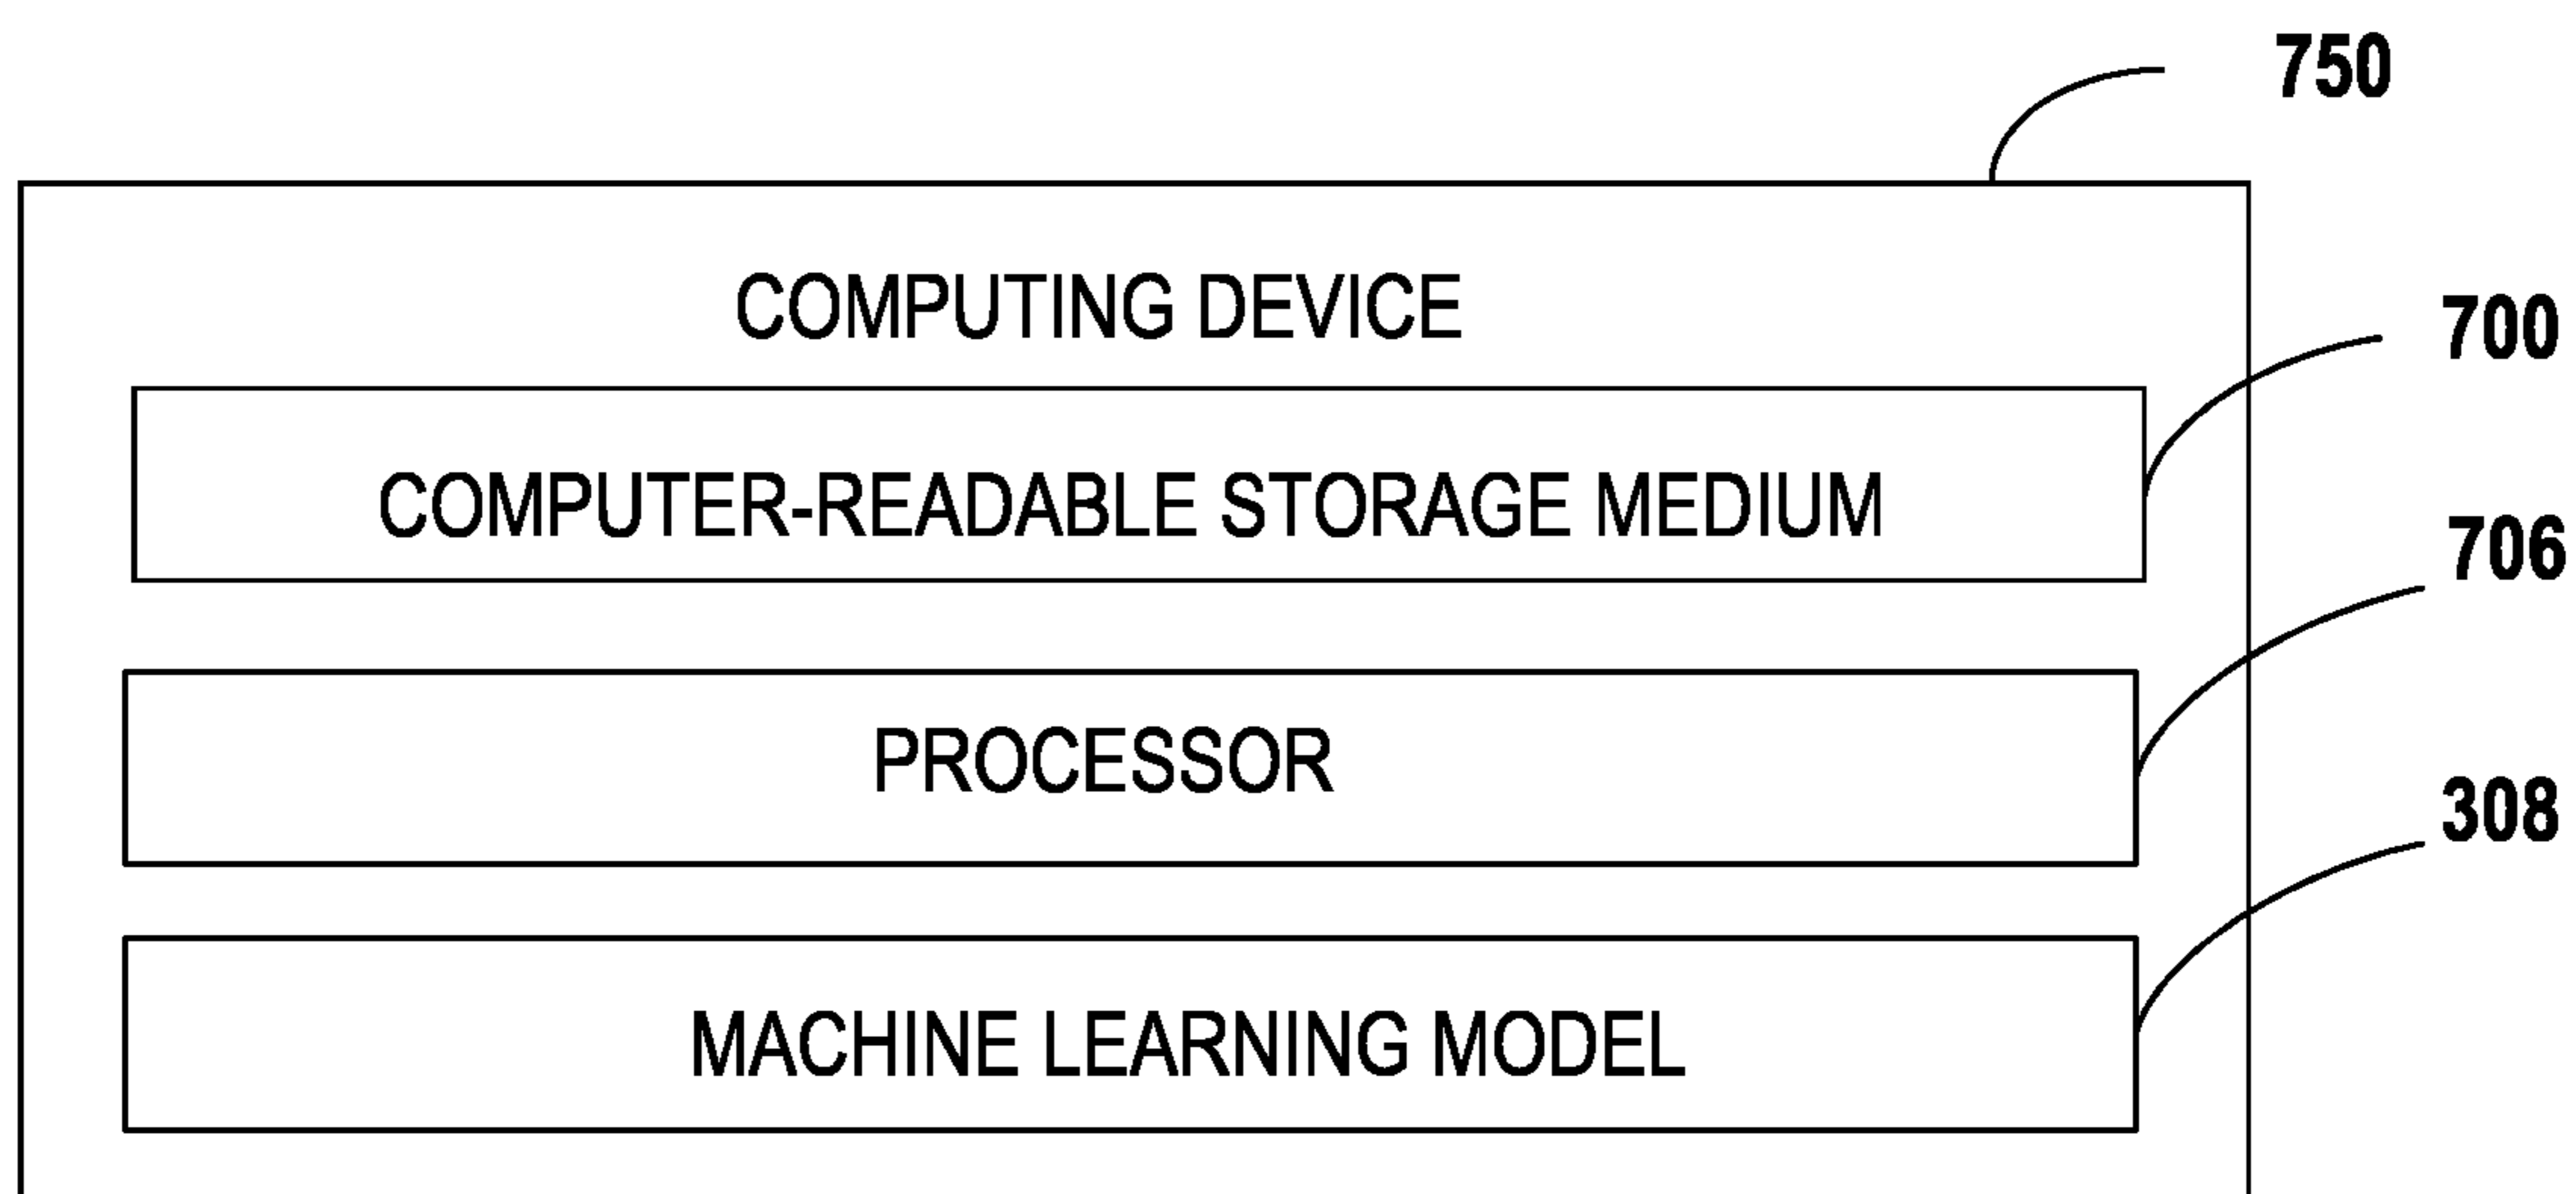 750
COMPUTING DEVICE
700
COMPUTER-READABLE STORAGE MEDIUM
706
PROCESSOR
308
MACHINE LEARNING MODEL